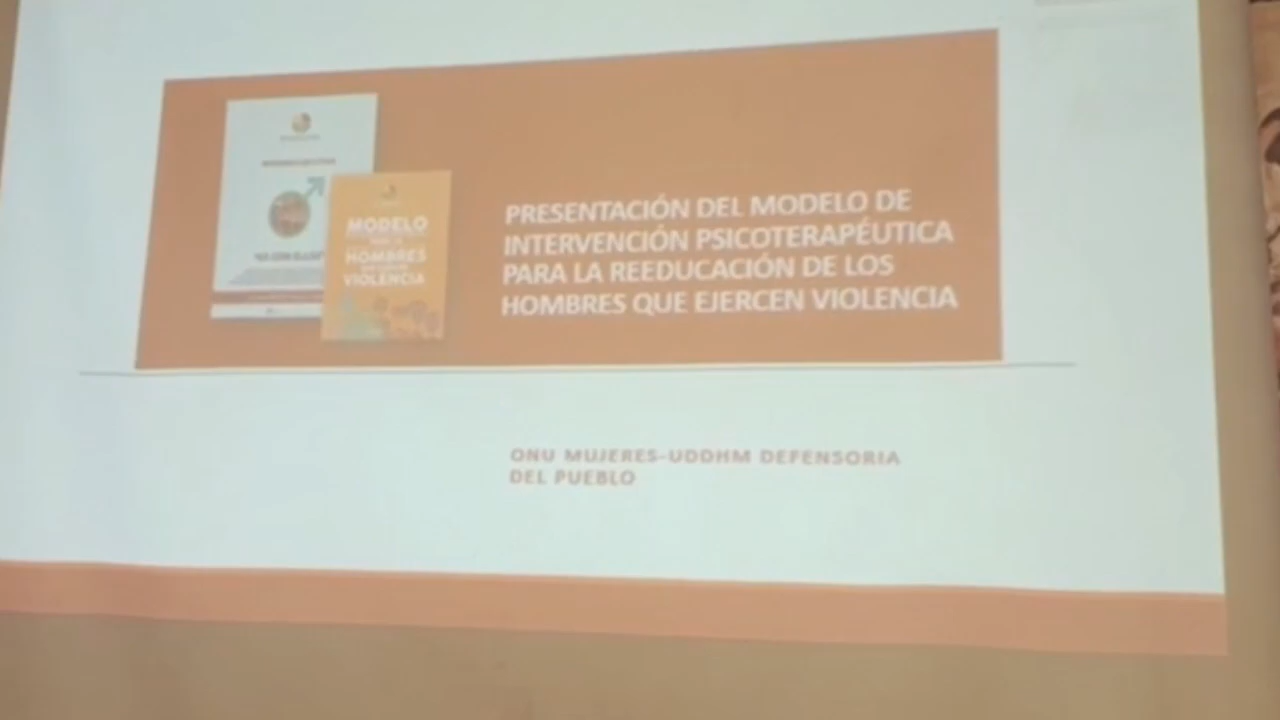 MODELO
HOMBRES
VIOLENCIA
PRESENTACIÓN DEL MODELO DE
INTERVENCIÓN PSICOTERAPÉUTICA
PARA LA REEDUCACIÓN DE LOS
HOMBRES QUE EJERCEN VIOLENCIA
ONU MUJERES-UDDHM DEFENSORIA
DEL PUEBLO